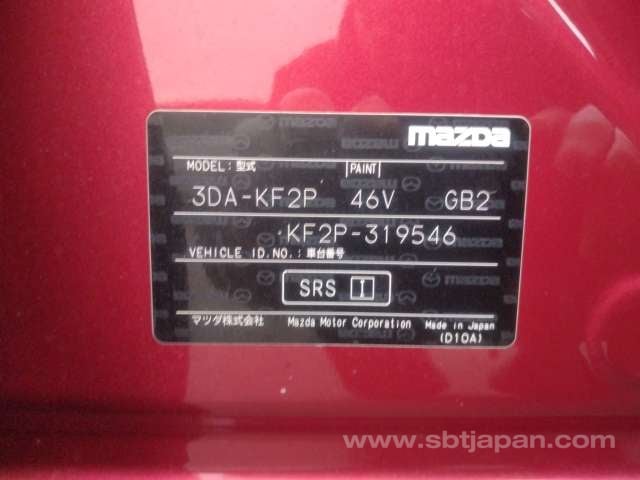 mazda
MODEL:型式 PAINT
3DA-KF2P 46V GB2
KF2P-319546
VEHICLE ID.NO.:車台番号
SRS I
マツダ株式会社 Mazda Motor Corporation Made in Japan
(D10A)
www.sbtjapan.com